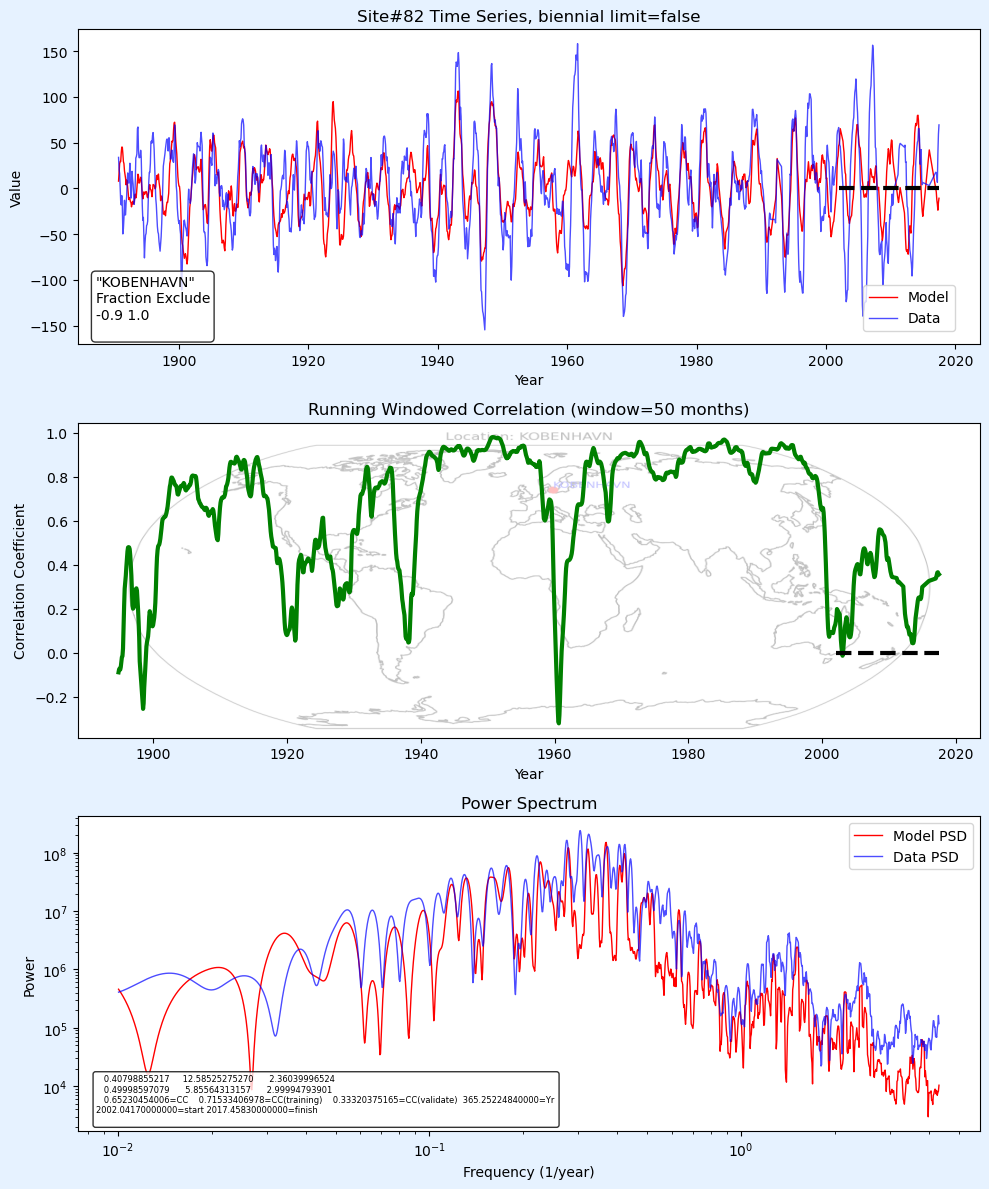 Site#82 Time Series, biennial limit=false
Value
150
100
50
0
−50
−100
−150
"KOBENHAVN"
Fraction Exclude
-0.9 1.0
Model
Data
1900 1920 1940 1960 1980 2000 2020
Year
Running Windowed Correlation (window=50 months)
Correlation Coefficient
1.0
0.8
0.6
0.4
0.2
0.0
−0.2
Location: KOBENHAVN
KOBENHAVN
1900 1920 1940 1960 1980 2000 2020
Year
Power Spectrum
Power
10^8
10^7
10^6
10^5
10^4
Model PSD
Data PSD
0.40798855217 12.58525275270 2.36039996524
0.49998597079 5.85564313157 2.99994793901
0.65230454006=CC 0.71533406978=CC(training) 0.33320375165=CC(validate) 365.25224840000=Yr
2002.04170000000=start 2017.45830000000=finish
10^−2 10^−1 10^0
Frequency (1/year)